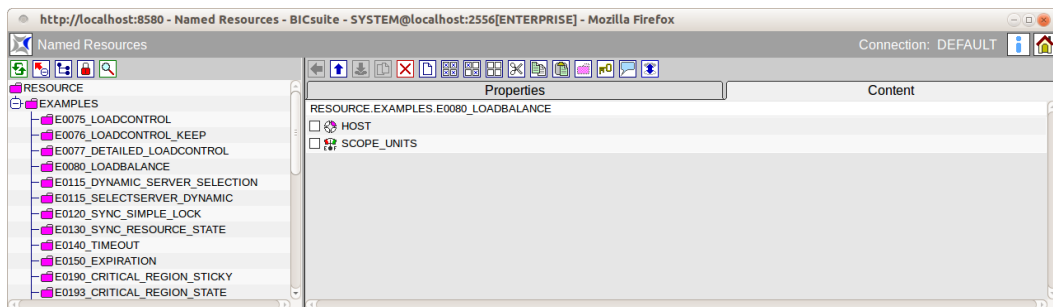 http://localhost:8580 - Named Resources - BICsuite - SYSTEM@localhost:2556[ENTERPRISE] - Mozilla Firefox
Named Resources
Connection: DEFAULT
RESOURCE
EXAMPLES
E0075_LOADCONTROL
E0076_LOADCONTROL_KEEP
E0077_DETAILED_LOADCONTROL
E0080_LOADBALANCE
E0115_DYNAMIC_SERVER_SELECTION
E0115_SELECTSERVER_DYNAMIC
E0120_SYNC_SIMPLE_LOCK
E0130_SYNC_RESOURCE_STATE
E0140_TIMEOUT
E0150_EXPIRATION
E0190_CRITICAL_REGION_STICKY
E0193_CRITICAL_REGION_STATE
Properties
Content
RESOURCE.EXAMPLES.E0080_LOADBALANCE
HOST
SCOPE_UNITS